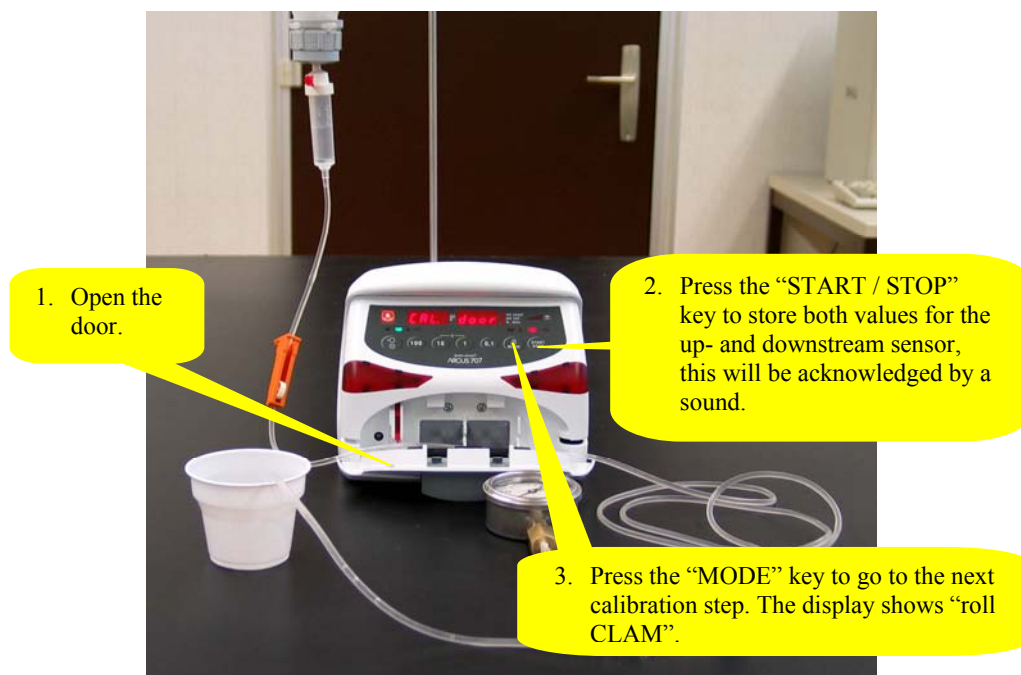 1. Open the
door.
2. Press the “START / STOP”
key to store both values for the
up- and downstream sensor,
this will be acknowledged by a
sound.
CAL. P door
100 10 1 0,1
ARGUS 707
3. Press the “MODE” key to go to the next
calibration step. The display shows “roll
CLAM”.